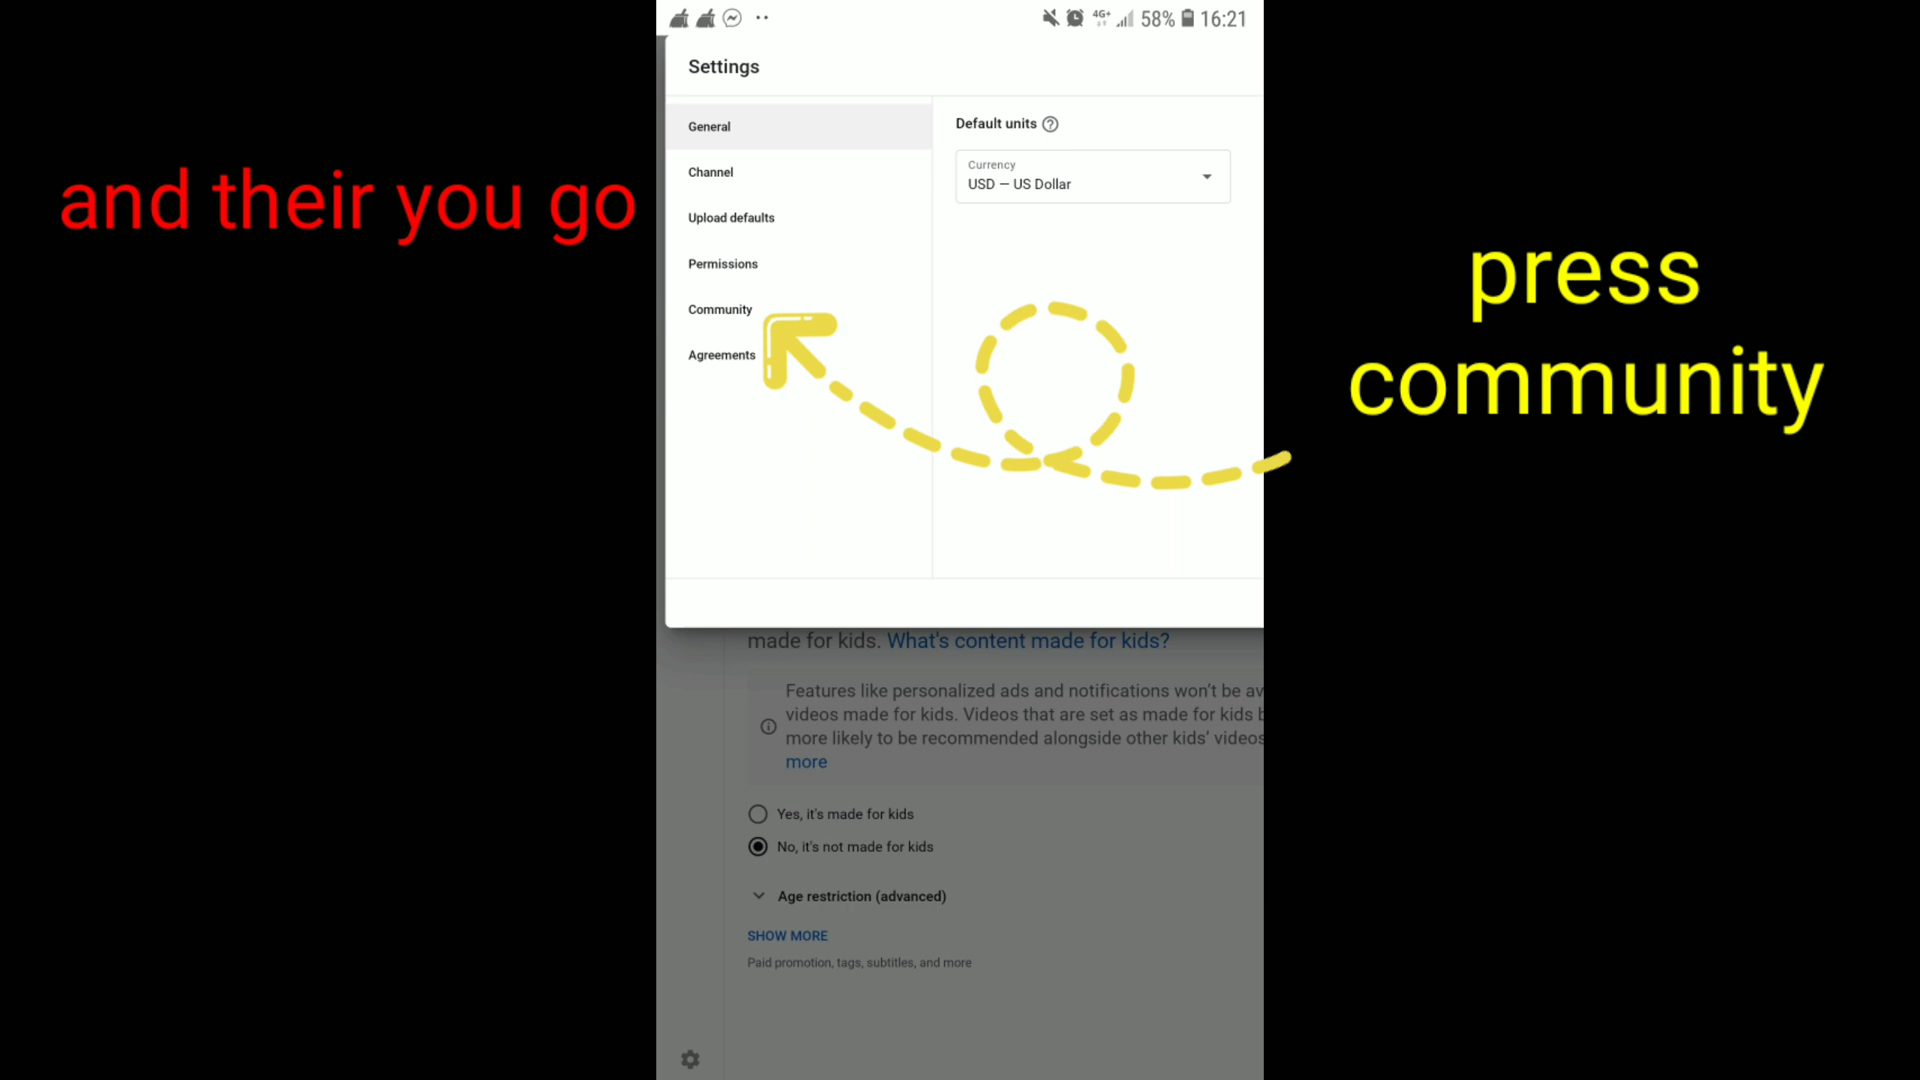 4G+ 58% 16:21
Settings
General
Channel
Upload defaults
Permissions
Community
Agreements
Default units
Currency
USD – US Dollar
and their you go
press
community
made for kids. What's content made for kids?
Features like personalized ads and notifications won't be av
videos made for kids. Videos that are set as made for kids b
more likely to be recommended alongside other kids' videos
more
Yes, it's made for kids
No, it's not made for kids
Age restriction (advanced)
SHOW MORE
Paid promotion, tags, subtitles, and more